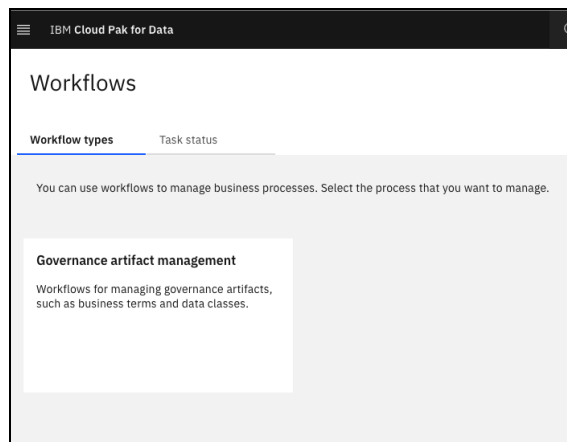 IBM Cloud Pak for Data
Workflows
Workflow types
Task status
You can use workflows to manage business processes. Select the process that you want to manage.
Governance artifact management
Workflows for managing governance artifacts,
such as business terms and data classes.